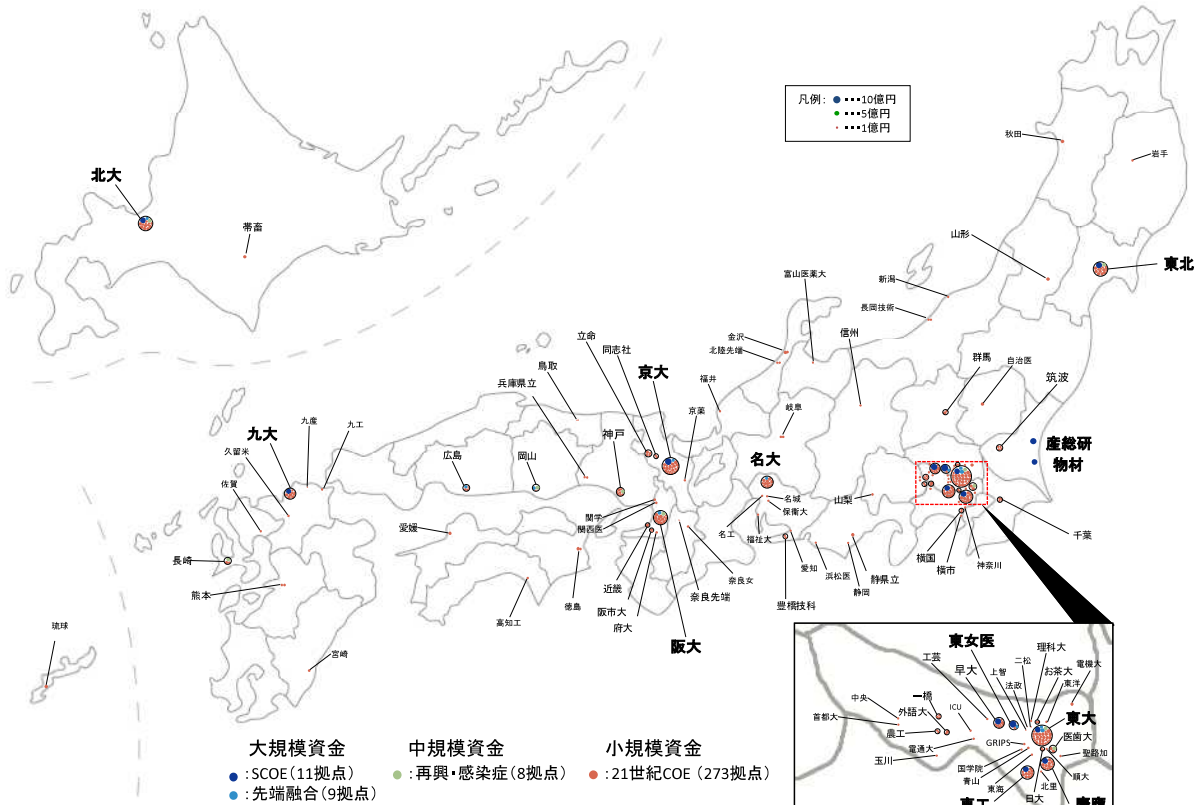 凡例: ●･･･10億円
●･･･5億円
･･･1億円
秋田
岩手
北大
帯畜
山形
東北
富山医薬大
新潟
長岡技術
信州
金沢
北陸先端
立命
同志社
鳥取
京大
兵庫県立
福井
群馬
自治医
筑波
九産
九工
九大
久留米
佐賀
広島
岡山
神戸
京薬
岐阜
名大
産総研
物材
山梨
千葉
関学
関西医
名城
保衛大
名工
福祉大
愛媛
長崎
熊本
近畿
阪市大
府大
奈良女
奈良先端
阪大
愛知
浜松医
静岡
静県立
豊橋技科
横国
横市
神奈川
高知工
徳島
琉球
宮崎
東女医
工芸
早大
上智
二松
法政
理科大
お茶大
電機大
東洋
中央
一橋
外語大
ICU
首都大
農工
東大
医歯大
電通大
GRIPS
聖路加
玉川
国学院
青山
東海
順大
北里
日大
東工
慶應
大規模資金
●:SCOE(11拠点)
●:先端融合(9拠点)
中規模資金
●:再興・感染症(8拠点)
小規模資金
●:21世紀COE (273拠点)